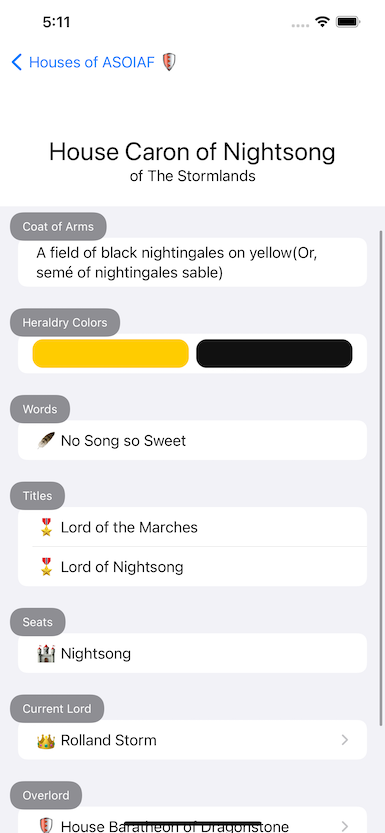 5:11
Houses of ASOIAF
House Caron of Nightsong
of The Stormlands
Coat of Arms
A field of black nightingales on yellow(Or,
semé of nightingales sable)
Heraldry Colors
Words
No Song so Sweet
Titles
Lord of the Marches
Lord of Nightsong
Seats
Nightsong
Current Lord
Rolland Storm
Overlord
House Baratheon of Dragonstone